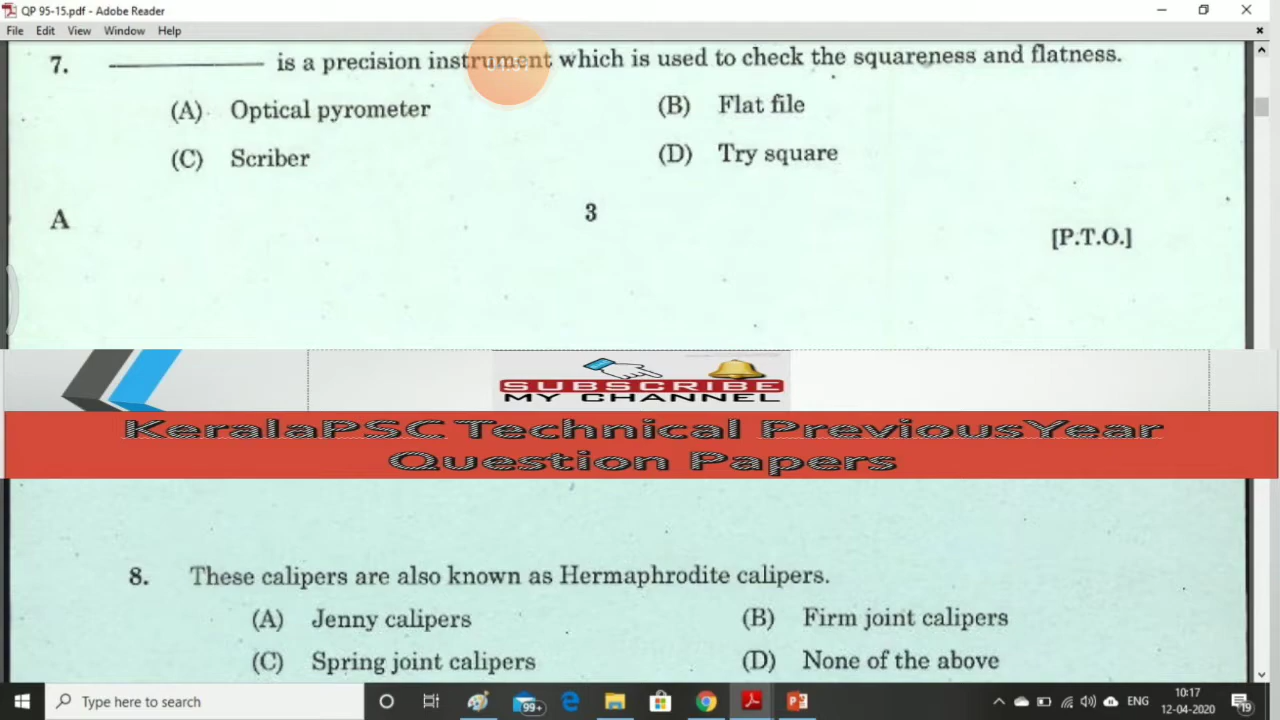 QP 95-15.pdf - Adobe Reader
File Edit View Window Help
7. is a precision instrument which is used to check the squareness and flatness.
(A) Optical pyrometer (B) Flat file
(C) Scriber (D) Try square
A 3 [P.T.O.]
SUBSCRIBE
MY CHANNEL
KeralaPSC Technical PreviousYear
Question Papers
8. These calipers are also known as Hermaphrodite calipers.
(A) Jenny calipers (B) Firm joint calipers
(C) Spring joint calipers (D) None of the above
Type here to search 99+ ENG 10:17
12-04-2020 19